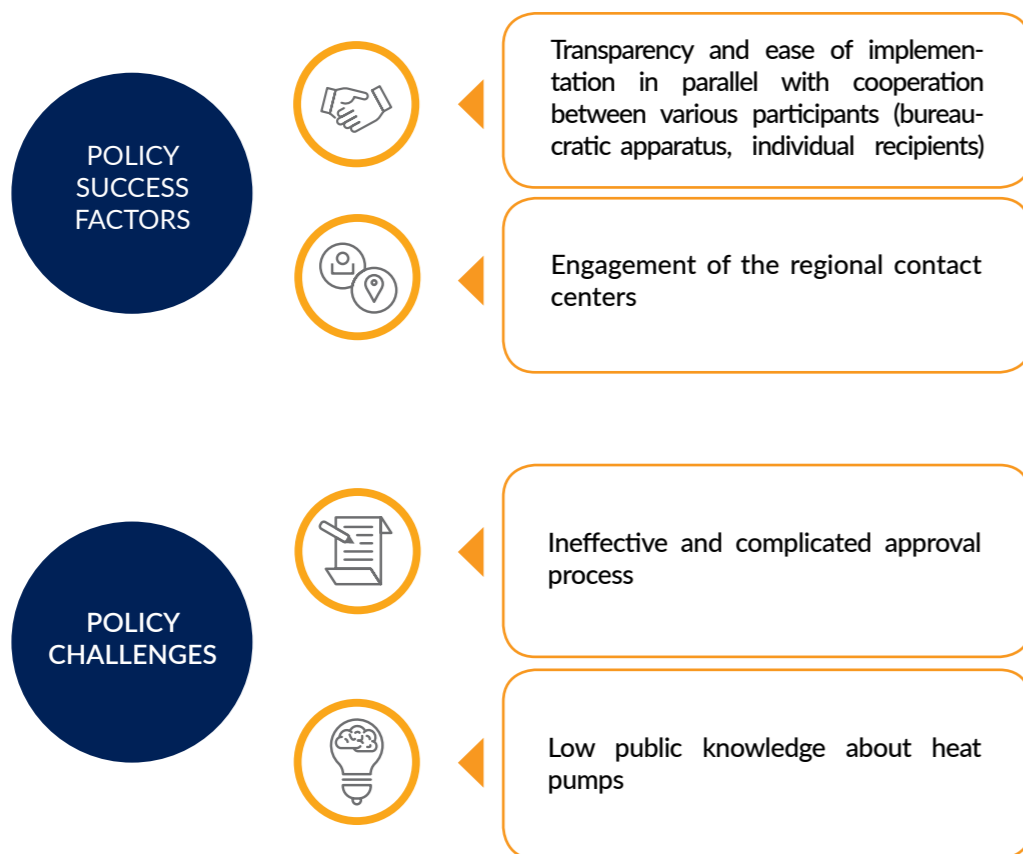 POLICY
SUCCESS
FACTORS
Transparency and ease of implemen-
tation in parallel with cooperation
between various participants (bureau-
cratic apparatus, individual recipients)
Engagement of the regional contact
centers
POLICY
CHALLENGES
Ineffective and complicated approval
process
Low public knowledge about heat
pumps